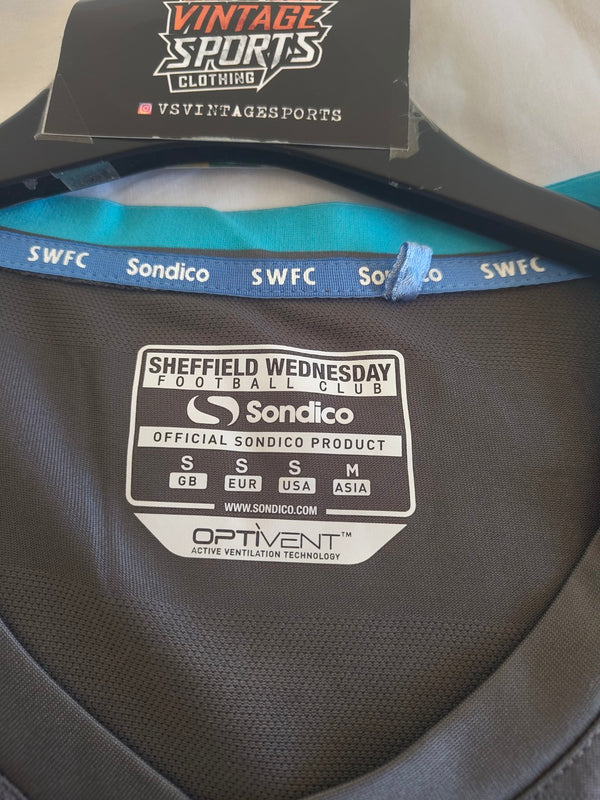 VINTAGE
SPORTS
CLOTHING
VSVINTAGESPORTS
SWFC Sondico SWFC Sondico SWFC
SHEFFIELD WEDNESDAY
FOOTBALL CLUB
Sondico
OFFICIAL SONDICO PRODUCT
S S S M
GB EUR USA ASIA
WWW.SONDICO.COM
OPTIVENT™
ACTIVE VENTILATION TECHNOLOGY